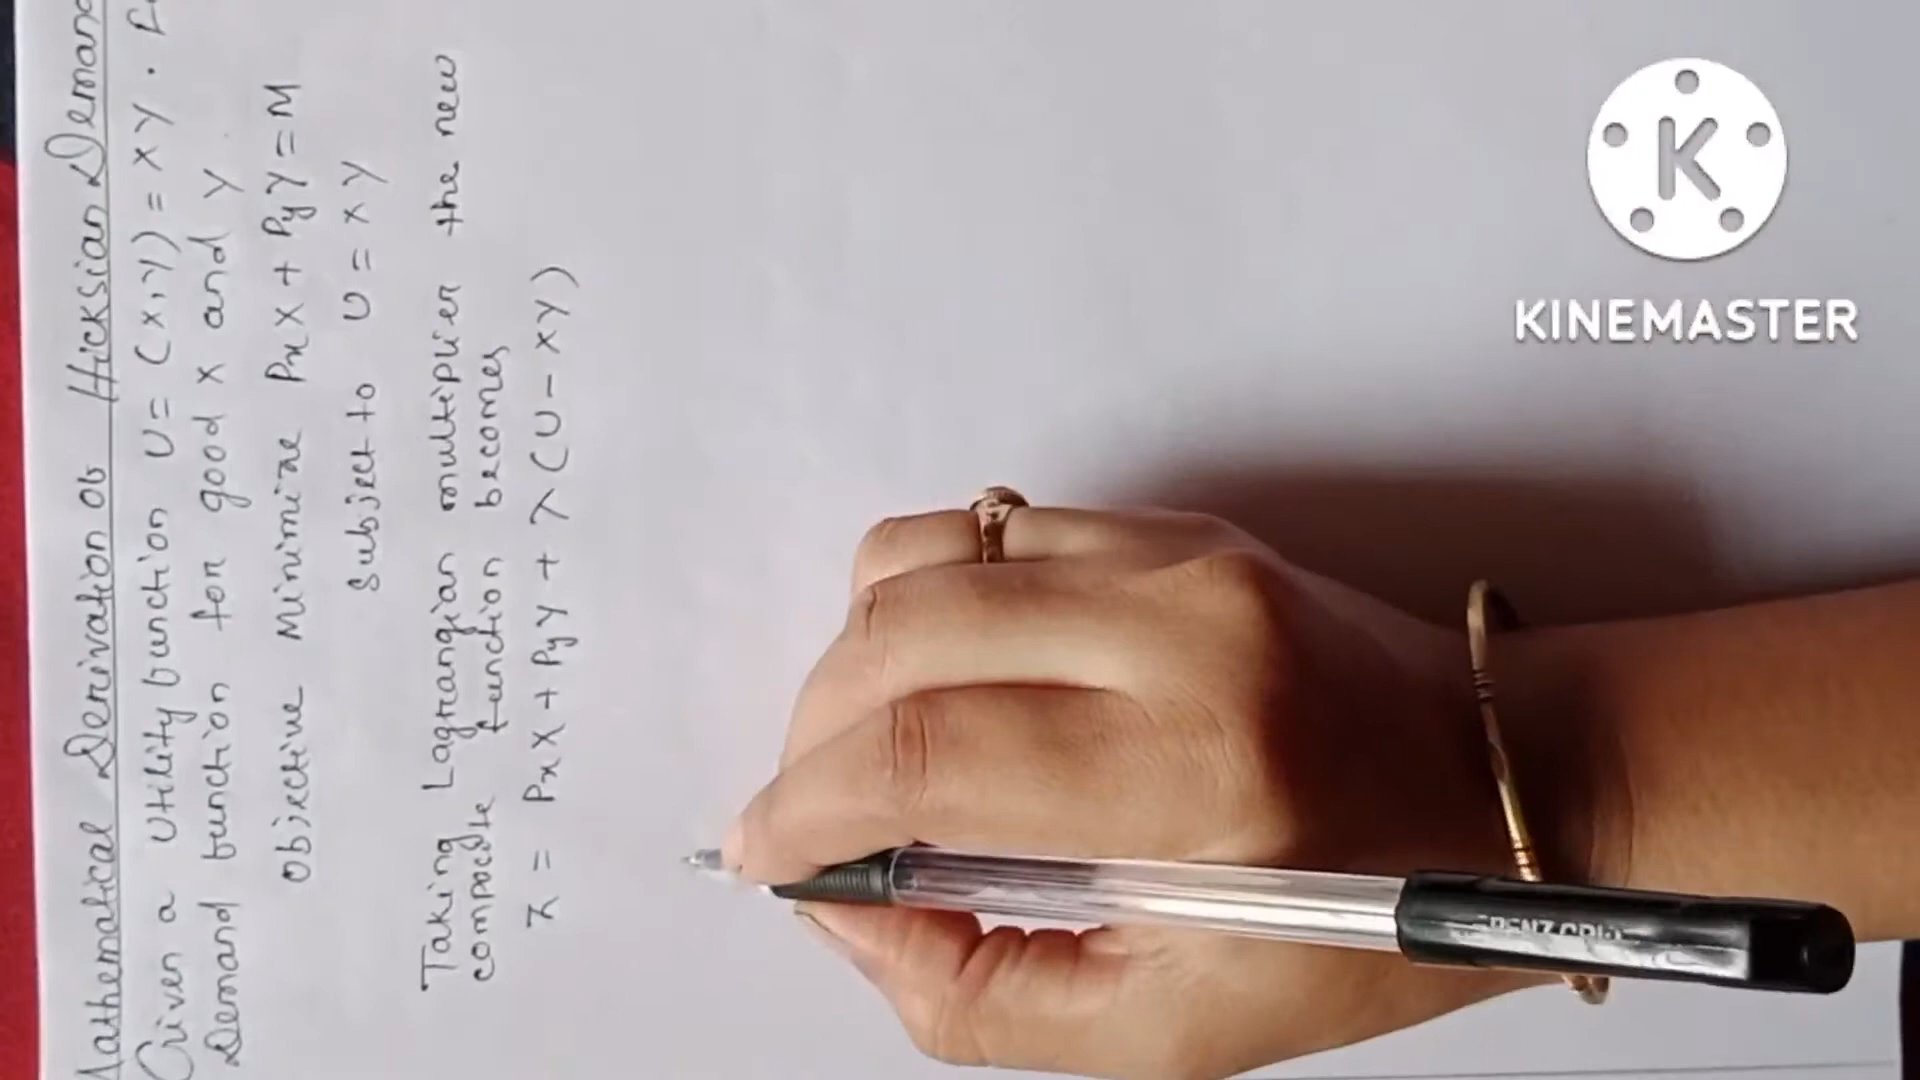 Mathematical Derivation of Hicksian Demand
Given a Utility function U = (x,y) = xy .
Demand function for good x and y
Objective Minimize Pxx + Pyy = M
Subject to U = xy
Taking Lagrangian multiplier the new
composite function becomes
λ = Pxx + Pyy + λ (U - xy)
K
KINEMASTER